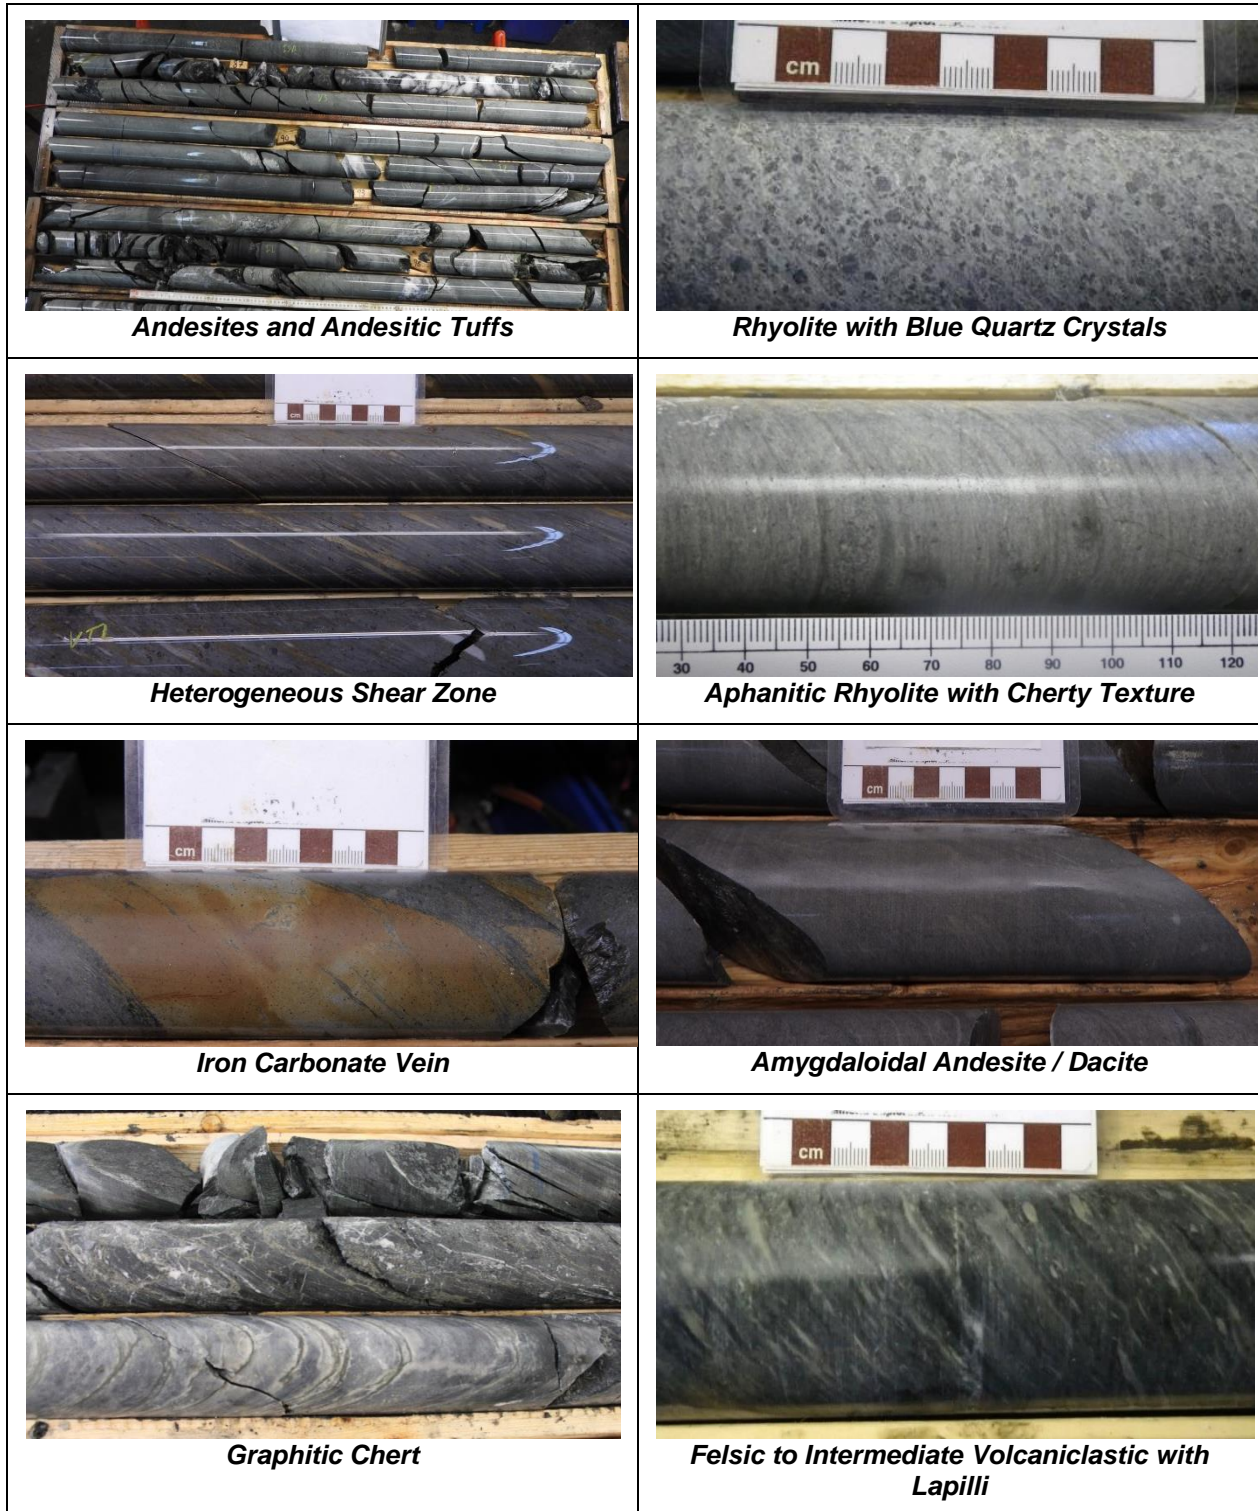 Andesites and Andesitic Tuffs
cm
Rhyolite with Blue Quartz Crystals
cm
Heterogeneous Shear Zone
30 40 50 60 70 80 90 100 110 120
Aphanitic Rhyolite with Cherty Texture
cm
Iron Carbonate Vein
cm
Amygdaloidal Andesite / Dacite
Graphitic Chert
cm
Felsic to Intermediate Volcaniclastic with
Lapilli